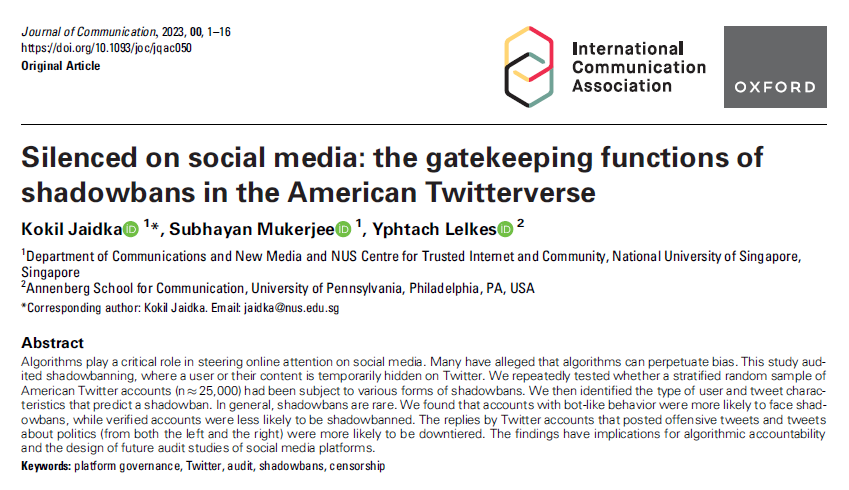 Journal of Communication, 2023, 00, 1–16
https://doi.org/10.1093/joc/jqac050
Original Article
International
Communication
Association
OXFORD
Silenced on social media: the gatekeeping functions of
shadowbans in the American Twitterverse
Kokil Jaidka iD 1*, Subhayan Mukerjee iD 1, Yphtach Lelkes iD 2
1Department of Communications and New Media and NUS Centre for Trusted Internet and Community, National University of Singapore,
Singapore
2Annenberg School for Communication, University of Pennsylvania, Philadelphia, PA, USA
*Corresponding author: Kokil Jaidka. Email: jaidka@nus.edu.sg
Abstract
Algorithms play a critical role in steering online attention on social media. Many have alleged that algorithms can perpetuate bias. This study aud-
ited shadowbanning, where a user or their content is temporarily hidden on Twitter. We repeatedly tested whether a stratified random sample of
American Twitter accounts (n ≈ 25,000) had been subject to various forms of shadowbans. We then identified the type of user and tweet charac-
teristics that predict a shadowban. In general, shadowbans are rare. We found that accounts with bot-like behavior were more likely to face shad-
owbans, while verified accounts were less likely to be shadowbanned. The replies by Twitter accounts that posted offensive tweets and tweets
about politics (from both the left and the right) were more likely to be downtiered. The findings have implications for algorithmic accountability
and the design of future audit studies of social media platforms.
Keywords: platform governance, Twitter, audit, shadowbans, censorship